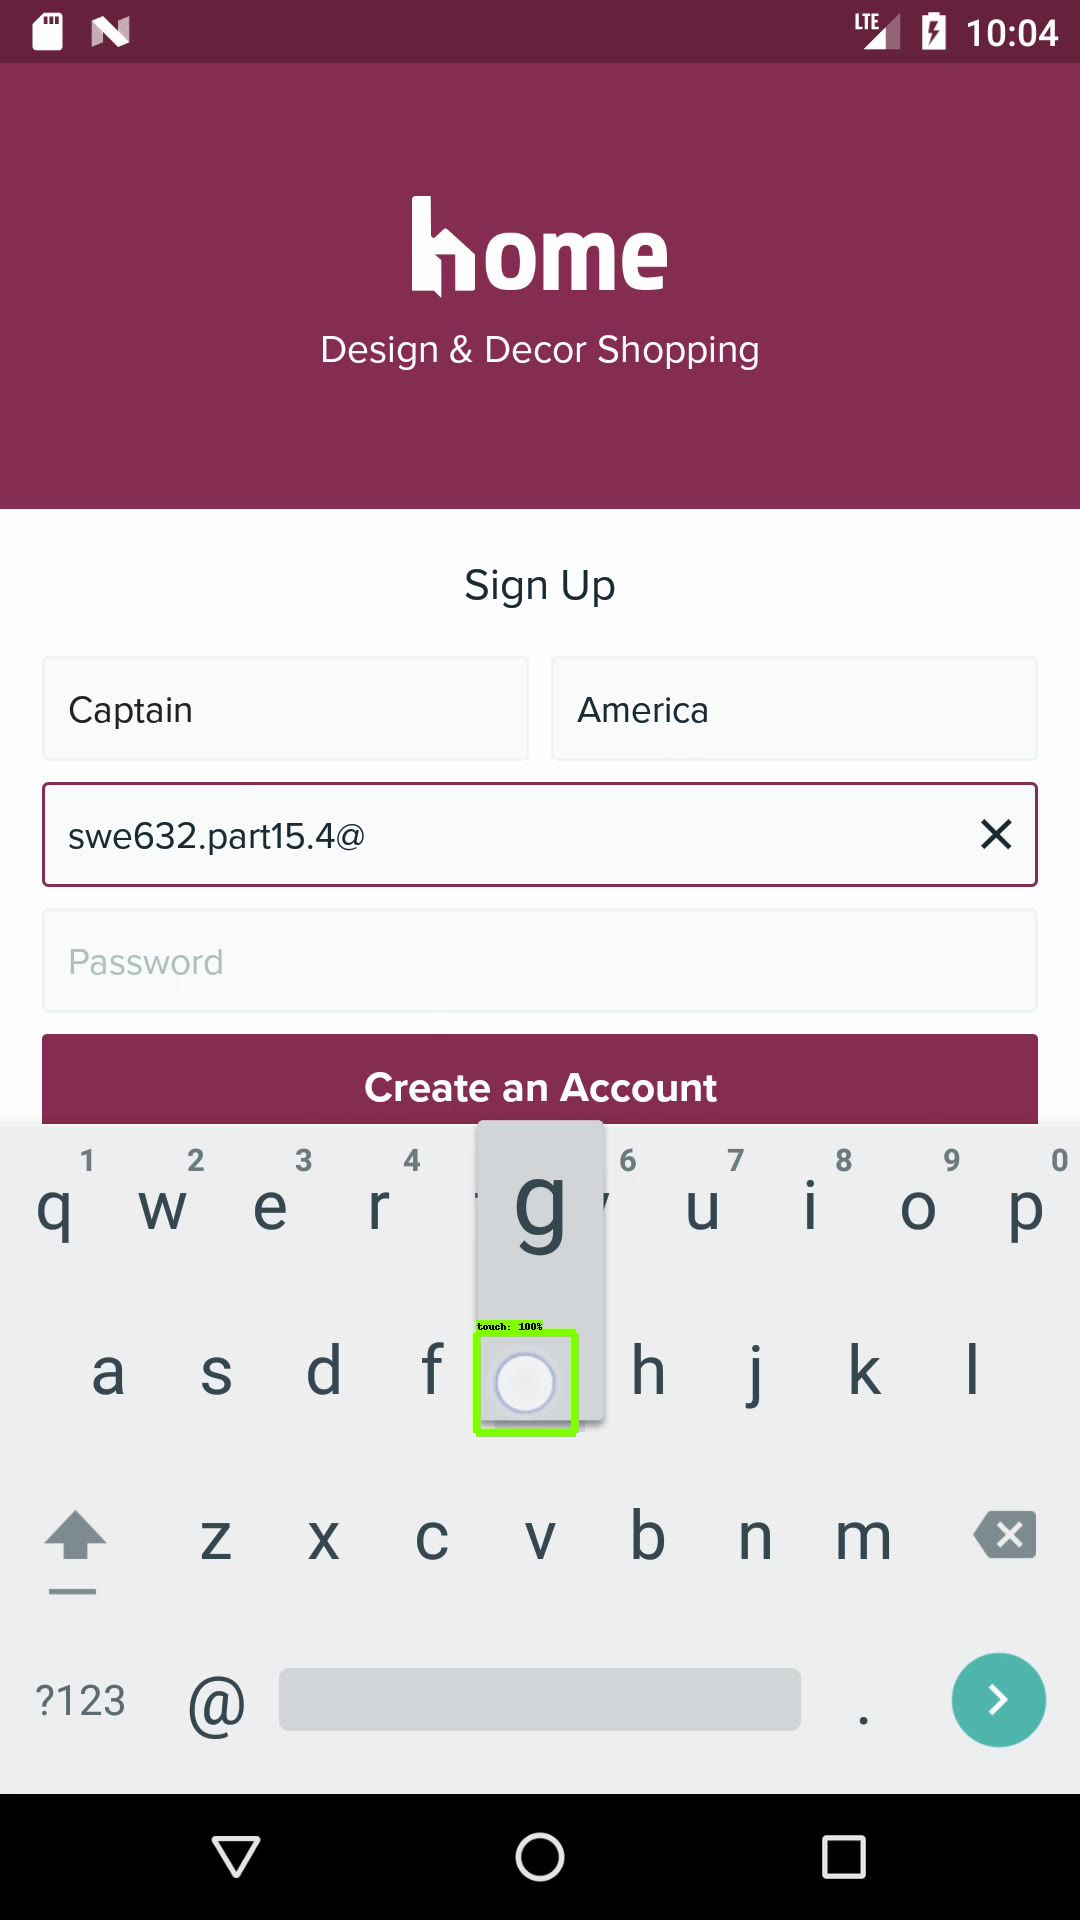 LTE 10:04
home
Design & Decor Shopping
Sign Up
Captain America
swe632.part15.4@
Password
Create an Account
1 2 3 4 6 7 8 9 0
q w e r g u i o p
touch: 100%
a s d f h j k l
z x c v b n m
?123 @ .